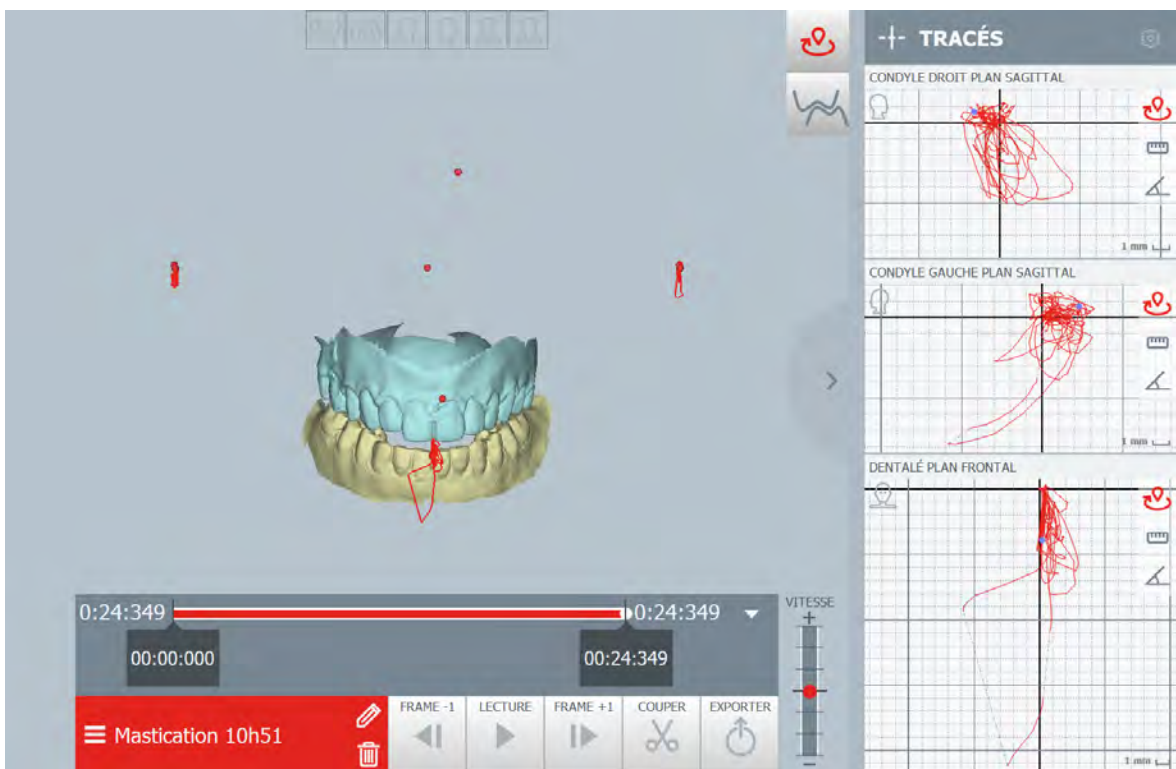 TRACÉS
CONDYLE DROIT PLAN SAGITTAL
1 mm
CONDYLE GAUCHE PLAN SAGITTAL
1 mm
DENTALÉ PLAN FRONTAL
1 mm
0:24:349
0:24:349
00:00:000
00:24:349
VITESSE
+
−
Mastication 10h51
FRAME -1
LECTURE
FRAME +1
COUPER
EXPORTER